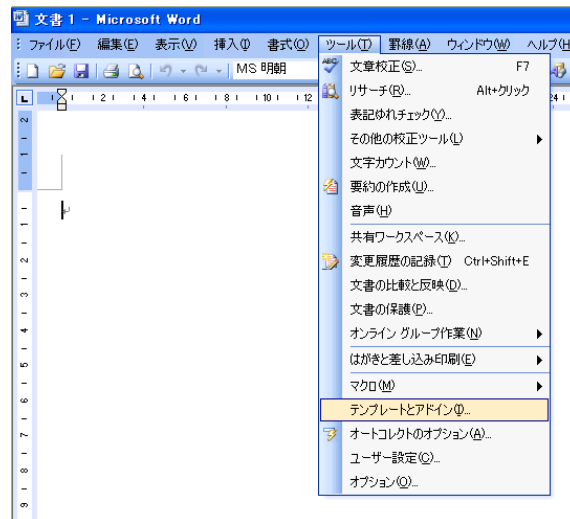 文書 1 - Microsoft Word
ファイル(F) 編集(E) 表示(V) 挿入(I) 書式(O) ツール(T) 罫線(A) ウィンドウ(W) ヘルプ(H
MS 明朝
文章校正(S)... F7
リサーチ(R)... Alt+クリック
表記ゆれチェック(Y)...
その他の校正ツール(L)
文字カウント(W)...
要約の作成(U)...
音声(H)
共有ワークスペース(K)...
変更履歴の記録(T) Ctrl+Shift+E
文書の比較と反映(D)...
文書の保護(P)...
オンライン グループ作業(N)
はがきと差し込み印刷(E)
マクロ(M)
テンプレートとアドイン(I)...
オートコレクトのオプション(A)...
ユーザー設定(C)...
オプション(O)...